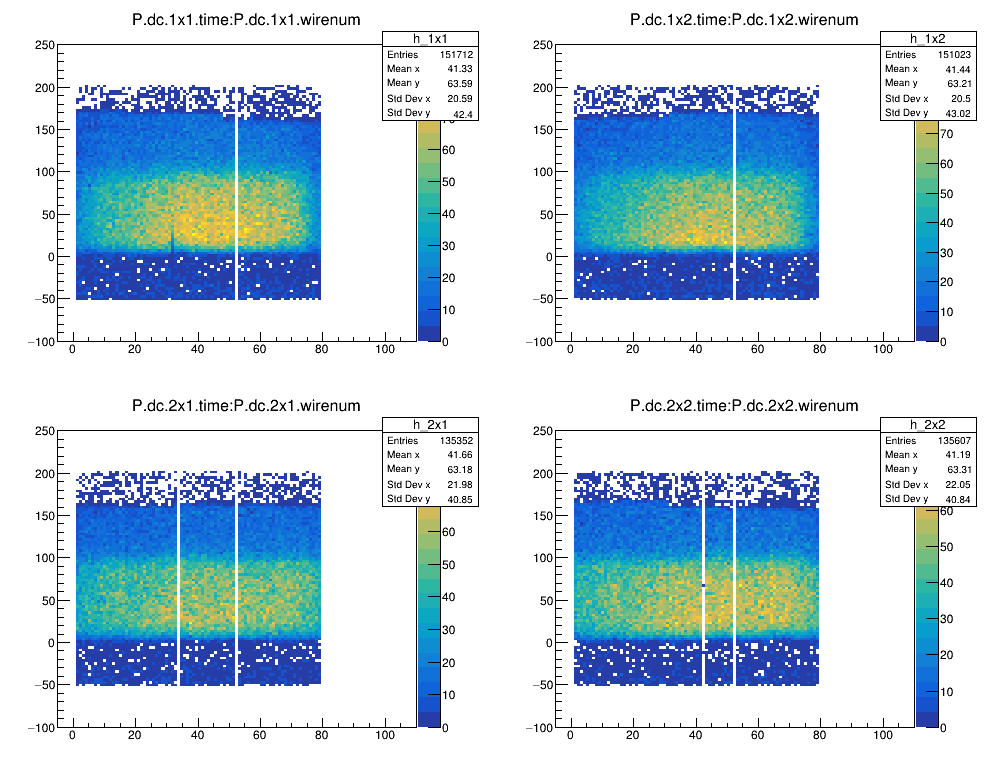 P.dc.1x1.time:P.dc.1x1.wirenum
h_1x1
Entries 151712
Mean x 41.33
Mean y 63.59
Std Dev x 20.59
Std Dev y 42.4
250
200
150
100
50
0
−50
−100
0 20 40 60 80 100
60
50
40
30
20
10
0
P.dc.1x2.time:P.dc.1x2.wirenum
h_1x2
Entries 151023
Mean x 41.44
Mean y 63.21
Std Dev x 20.5
Std Dev y 43.02
250
200
150
100
50
0
−50
−100
0 20 40 60 80 100
70
60
50
40
30
20
10
0
P.dc.2x1.time:P.dc.2x1.wirenum
h_2x1
Entries 135352
Mean x 41.66
Mean y 63.18
Std Dev x 21.98
Std Dev y 40.85
250
200
150
100
50
0
−50
−100
0 20 40 60 80 100
60
50
40
30
20
10
0
P.dc.2x2.time:P.dc.2x2.wirenum
h_2x2
Entries 135607
Mean x 41.19
Mean y 63.31
Std Dev x 22.05
Std Dev y 40.84
250
200
150
100
50
0
−50
−100
0 20 40 60 80 100
60
50
40
30
20
10
0